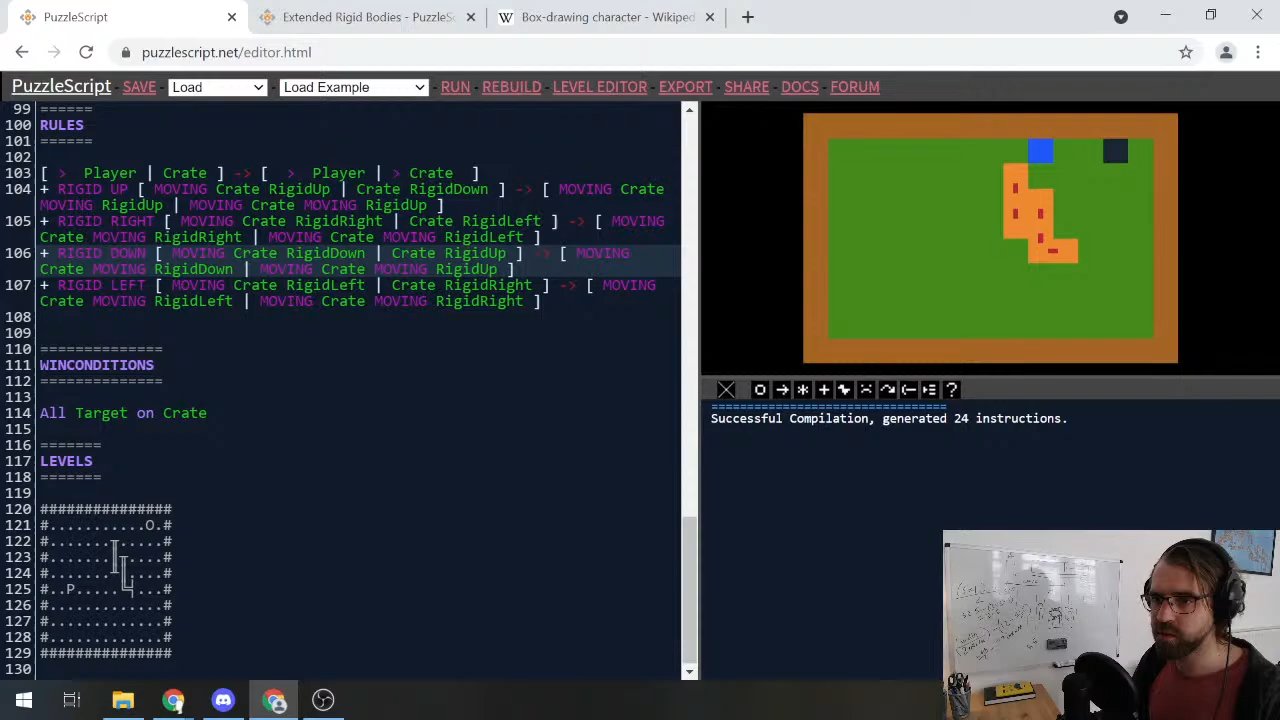 PuzzleScript
Extended Rigid Bodies - PuzzleSc
Box-drawing character - Wikiped
puzzlescript.net/editor.html
PuzzleScript - SAVE - Load Load Example - RUN - REBUILD - LEVEL EDITOR - EXPORT - SHARE - DOCS - FORUM
99 ======
100 RULES
101 ======
102
103 [ > Player | Crate ] -> [ > Player | > Crate ]
104 + RIGID UP [ MOVING Crate RigidUp | Crate RigidDown ] -> [ MOVING Crate
MOVING RigidUp | MOVING Crate MOVING RigidUp ]
105 + RIGID RIGHT [ MOVING Crate RigidRight | Crate RigidLeft ] -> [ MOVING
Crate MOVING RigidRight | MOVING Crate MOVING RigidLeft ]
106 + RIGID DOWN [ MOVING Crate RigidDown | Crate RigidUp ] -> [ MOVING
Crate MOVING RigidDown | MOVING Crate MOVING RigidUp ]
107 + RIGID LEFT [ MOVING Crate RigidLeft | Crate RigidRight ] -> [ MOVING
Crate MOVING RigidLeft | MOVING Crate MOVING RigidRight ]
108
109
110 ==============
111 WINCONDITIONS
112 ==============
113
114 All Target on Crate
115
116 =======
117 LEVELS
118 =======
119
120 ###############
121 #...........O.#
122 #.......╥.....#
123 #.......║╥....#
124 #.......╨║....#
125 #..P.....╚╡...#
126 #.............#
127 #.............#
128 #.............#
129 ###############
130
=================================
Successful Compilation, generated 24 instructions.